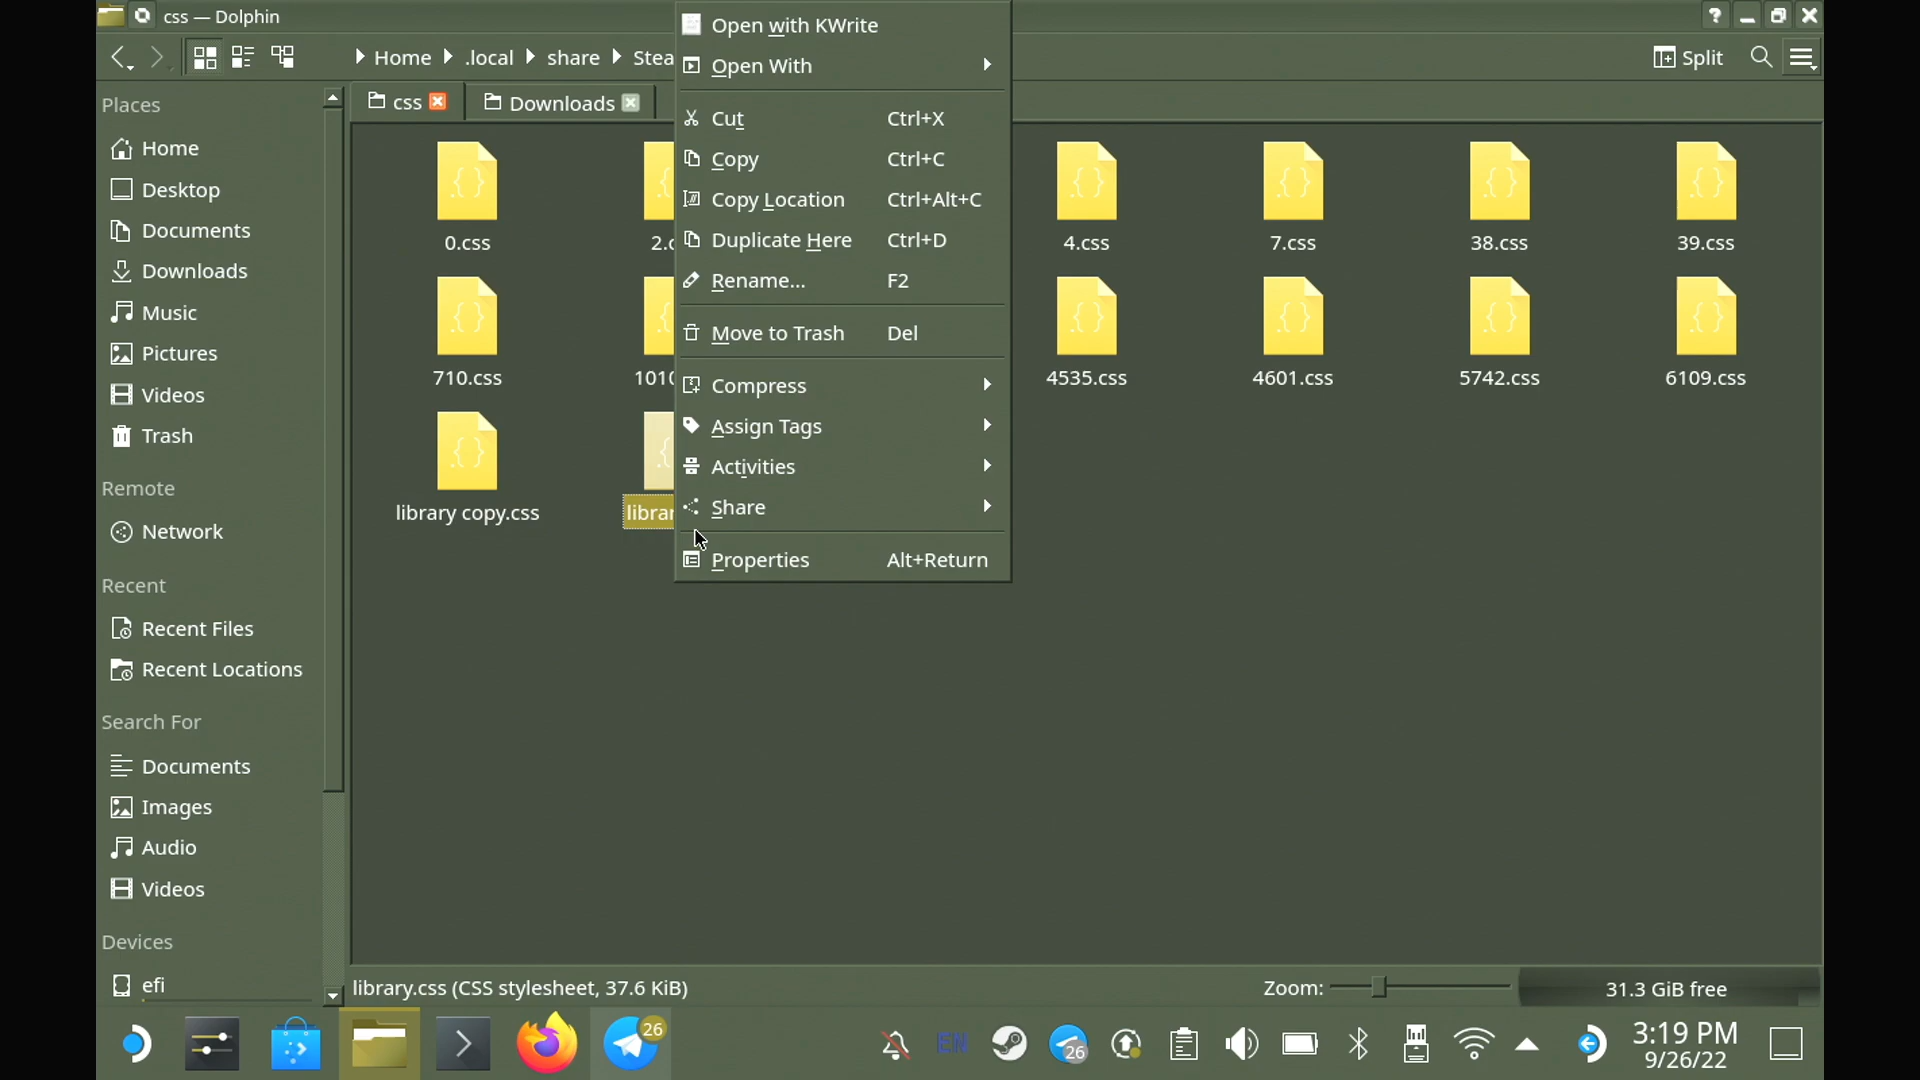 css — Dolphin
Home
.local
share
Split
Places
Home
Desktop
Documents
Downloads
Music
Pictures
Videos
Trash
Remote
Network
Recent
Recent Files
Recent Locations
Search For
Documents
Images
Audio
Videos
Devices
efi
css
Downloads
0.css
4.css
7.css
38.css
39.css
710.css
4535.css
4601.css
5742.css
6109.css
library copy.css
Open with KWrite
Open With
Cut Ctrl+X
Copy Ctrl+C
Copy Location Ctrl+Alt+C
Duplicate Here Ctrl+D
Rename... F2
Move to Trash Del
Compress
Assign Tags
Activities
Share
Properties Alt+Return
library.css (CSS stylesheet, 37.6 KiB)
Zoom:
31.3 GiB free
26
EN
26
3:19 PM
9/26/22